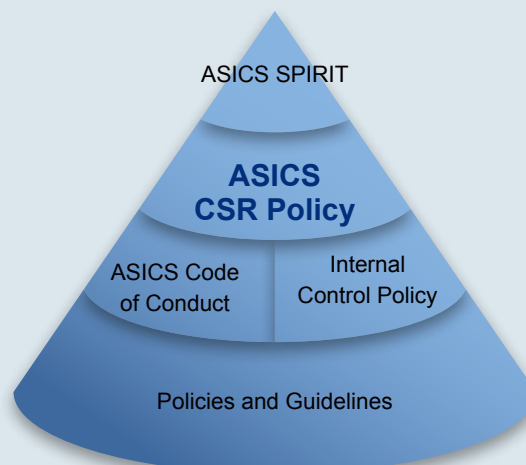 ASICS SPIRIT
ASICS
CSR Policy
ASICS Code
of Conduct
Internal
Control Policy
Policies and Guidelines